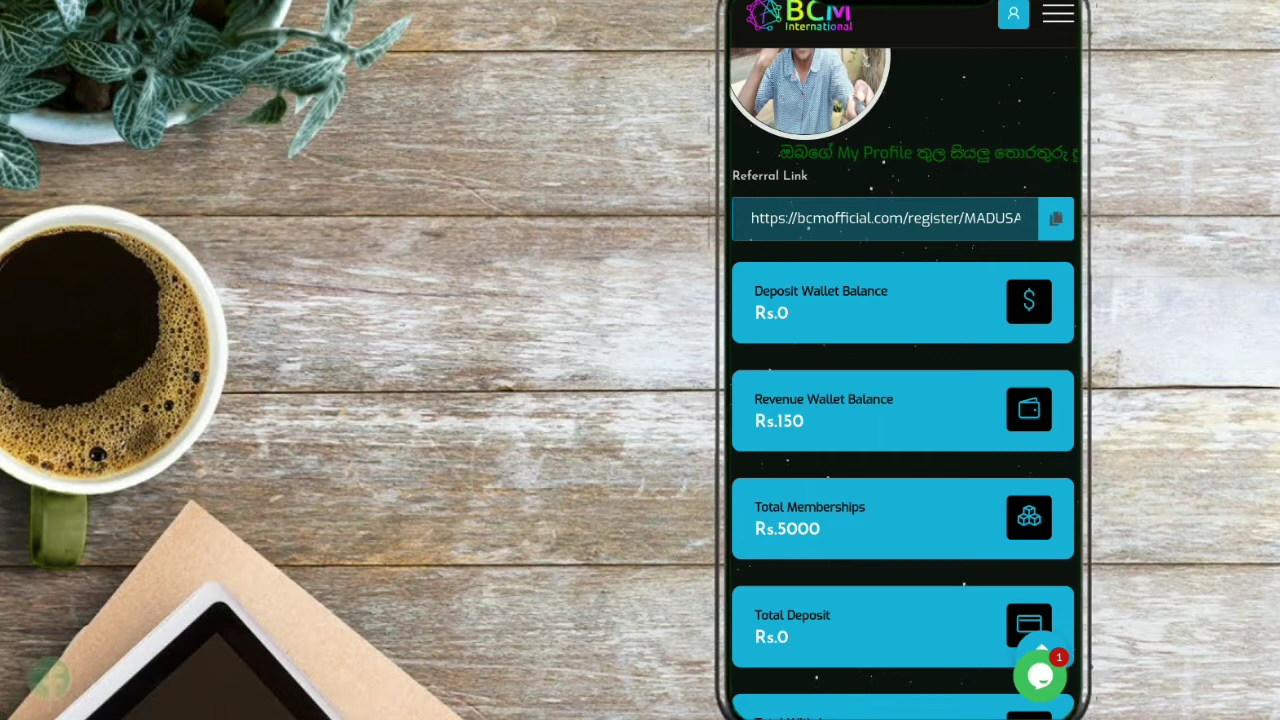 BCM
International
ඔබගේ My Profile තුල සියලු තොරතුරු
Referral Link
https://bcmofficial.com/register/MADUSA
Deposit Wallet Balance
Rs.0
Revenue Wallet Balance
Rs.150
Total Memberships
Rs.5000
Total Deposit
Rs.0
1